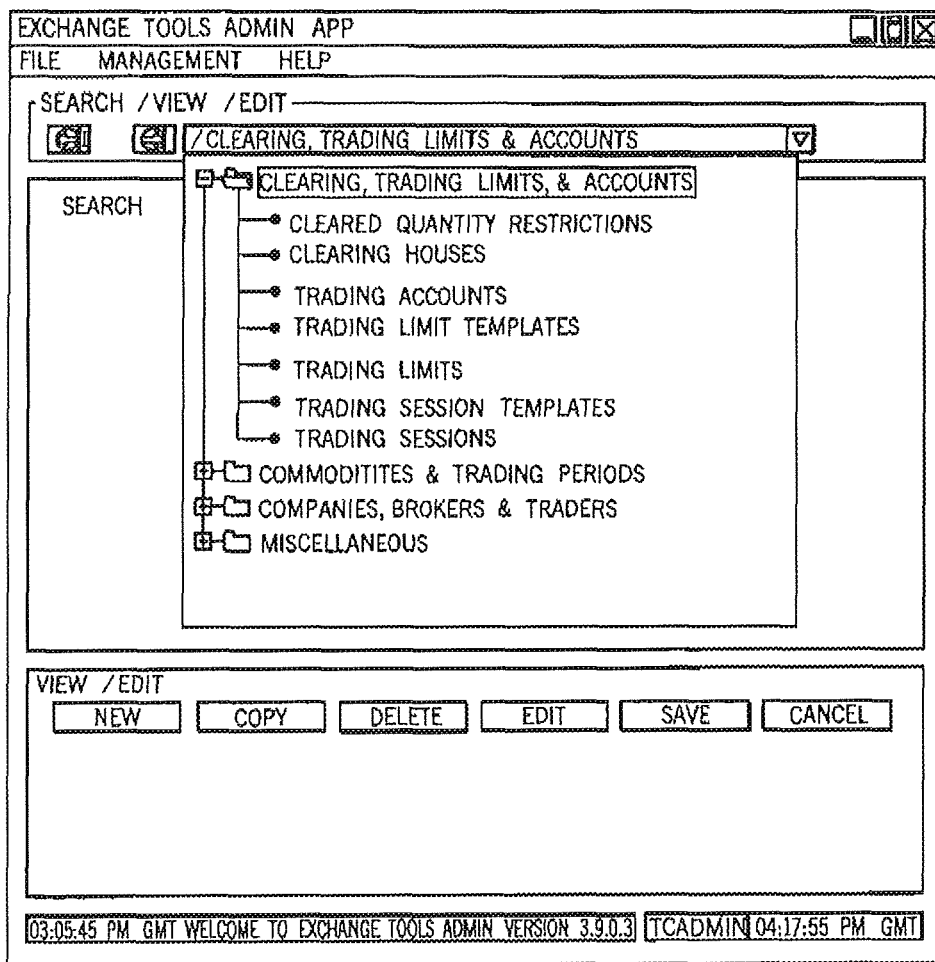 EXCHANGE TOOLS ADMIN APP
FILE MANAGEMENT HELP
SEARCH / VIEW / EDIT
/ CLEARING, TRADING LIMITS & ACCOUNTS
CLEARING, TRADING LIMITS, & ACCOUNTS
SEARCH
CLEARED QUANTITY RESTRICTIONS
CLEARING HOUSES
TRADING ACCOUNTS
TRADING LIMIT TEMPLATES
TRADING LIMITS
TRADING SESSION TEMPLATES
TRADING SESSIONS
COMMODITITES & TRADING PERIODS
COMPANIES, BROKERS & TRADERS
MISCELLANEOUS
VIEW / EDIT
NEW COPY DELETE EDIT SAVE CANCEL
03:05:45 PM GMT WELCOME TO EXCHANGE TOOLS ADMIN VERSION 3.9.0.3 TCADMIN 04:17:55 PM GMT